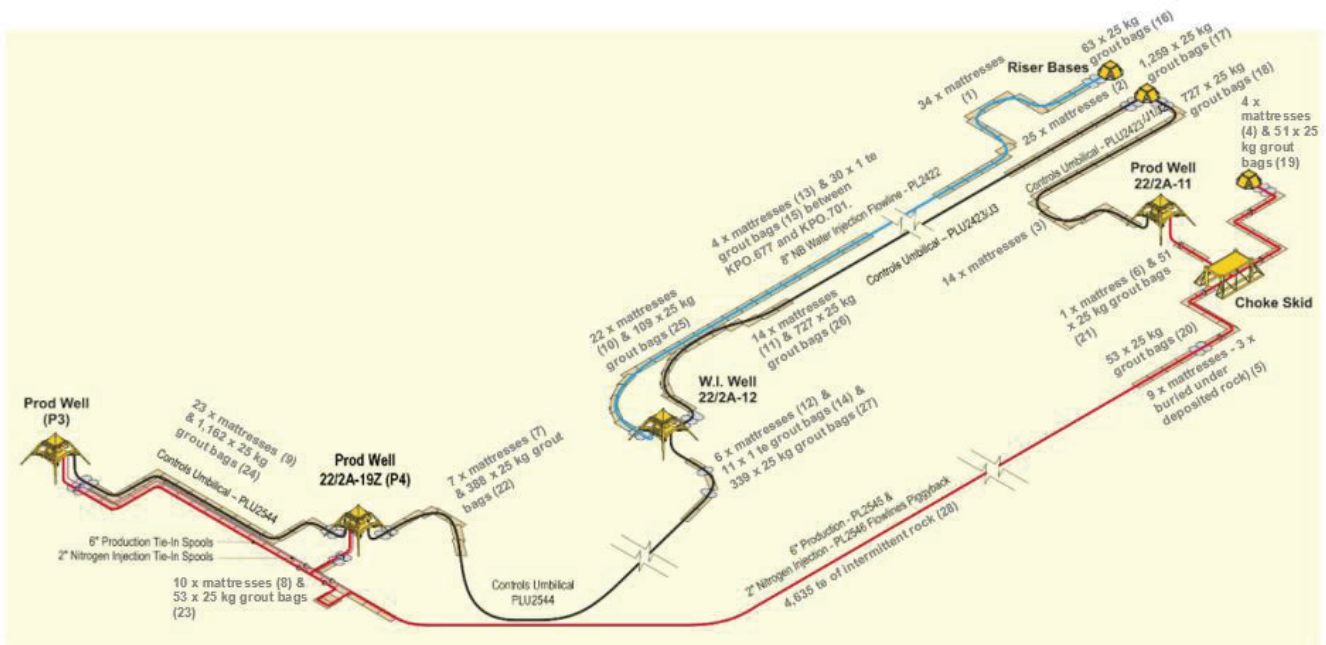 63 x 25 kg
grout bags (16)
Riser Bases
1,259 x 25 kg
grout bags (17)
727 x 25 kg
grout bags (18)
34 x mattresses
(1)
25 x mattresses (2)
4 x
mattresses
(4) & 51 x 25
kg grout
bags (19)
Controls Umbilical - PLU2423/J1/
Prod Well
22/2A-11
4 x mattresses (13) & 30 x 1 te
grout bags (15) between
KPO.677 and KPO.701.
8" NB Water Injection Flowline - PL2422
Controls Umbilical - PLU2423/J3
14 x mattresses (3)
Choke Skid
1 x mattress (6) & 51
x 25 kg grout bags
(21)
53 x 25 kg
grout bags (20)
9 x mattresses - 3 x
buried under
deposited rock) (5)
22 x mattresses
(10) & 109 x 25 kg
grout bags (25)
14 x mattresses
(11) & 727 x 25 kg
grout bags (26)
W.I. Well
22/2A-12
6 x mattresses (12) &
11 x 1 te grout bags (14) &
339 x 25 kg grout bags (27)
Prod Well
(P3)
23 x mattresses (9)
& 1,162 x 25 kg
grout bags (24)
Controls Umbilical - PLU2544
Prod Well
22/2A-19Z (P4)
7 x mattresses (7)
& 388 x 25 kg grout
bags (22)
6" Production Tie-In Spools
2" Nitrogen Injection Tie-In Spools
10 x mattresses (8) &
53 x 25 kg grout bags
(23)
Controls Umbilical
PLU2544
6" Production - PL2545 &
2" Nitrogen Injection - PL2546 Flowlines Piggyback
4,635 te of intermittent rock (28)